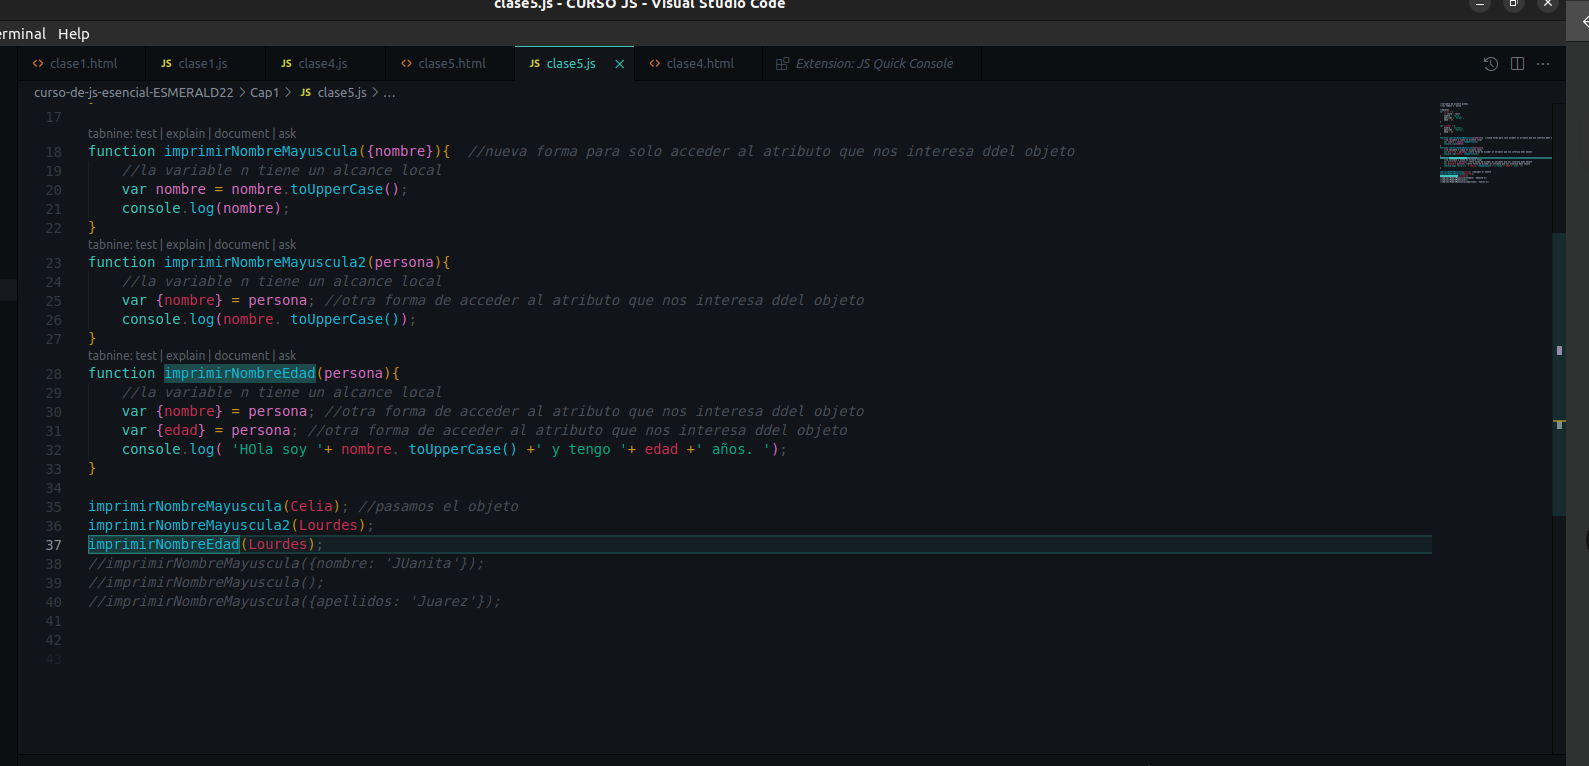 clase5.js - CURSO JS - Visual Studio Code
erminal Help
<> clase1.html JS clase1.js JS clase4.js <> clase5.html JS clase5.js × <> clase4.html Extension: JS Quick Console ...
curso-de-js-esencial-ESMERALD22 > Cap1 > JS clase5.js > ...
17
tabnine: test | explain | document | ask
18 function imprimirNombreMayuscula({nombre}){ //nueva forma para solo acceder al atributo que nos interesa ddel objeto
19 //la variable n tiene un alcance local
20 var nombre = nombre.toUpperCase();
21 console.log(nombre);
22 }
tabnine: test | explain | document | ask
23 function imprimirNombreMayuscula2(persona){
24 //la variable n tiene un alcance local
25 var {nombre} = persona; //otra forma de acceder al atributo que nos interesa ddel objeto
26 console.log(nombre. toUpperCase());
27 }
tabnine: test | explain | document | ask
28 function imprimirNombreEdad(persona){
29 //la variable n tiene un alcance local
30 var {nombre} = persona; //otra forma de acceder al atributo que nos interesa ddel objeto
31 var {edad} = persona; //otra forma de acceder al atributo que nos interesa ddel objeto
32 console.log( 'HOla soy '+ nombre. toUpperCase() +' y tengo '+ edad +' años. ');
33 }
34
35 imprimirNombreMayuscula(Celia); //pasamos el objeto
36 imprimirNombreMayuscula2(Lourdes);
37 imprimirNombreEdad(Lourdes);
38 //imprimirNombreMayuscula({nombre: 'JUanita'});
39 //imprimirNombreMayuscula();
40 //imprimirNombreMayuscula({apellidos: 'Juarez'});
41
42
43